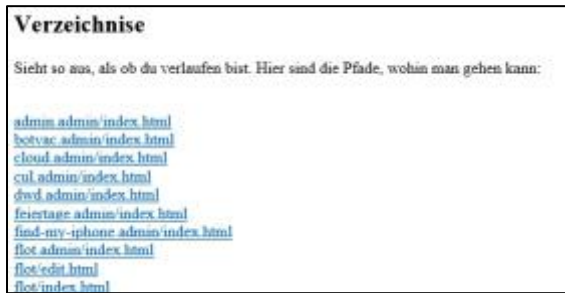 Verzeichnise
Sieht so aus, als ob du verlaufen bist. Hier sind die Pfade, wohin man gehen kann:
admin.admin/index.html
botvac.admin/index.html
cloud.admin/index.html
cul.admin/index.html
dwd.admin/index.html
feiertage.admin/index.html
find-my-iphone.admin/index.html
flot.admin/index.html
flot/edit.html
flot/index.html